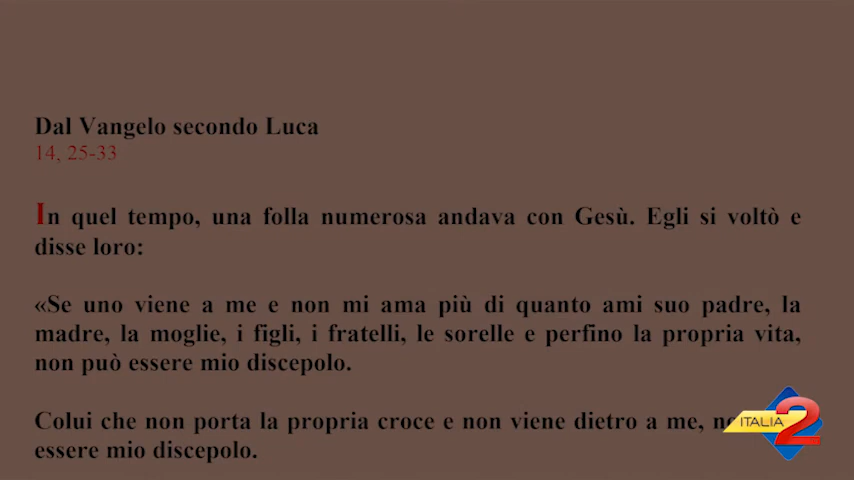 Dal Vangelo secondo Luca
14, 25-33
In quel tempo, una folla numerosa andava con Gesù. Egli si voltò e
disse loro:
«Se uno viene a me e non mi ama più di quanto ami suo padre, la
madre, la moglie, i figli, i fratelli, le sorelle e perfino la propria vita,
non può essere mio discepolo.
Colui che non porta la propria croce e non viene dietro a me,
essere mio discepolo.
ITALIA 2